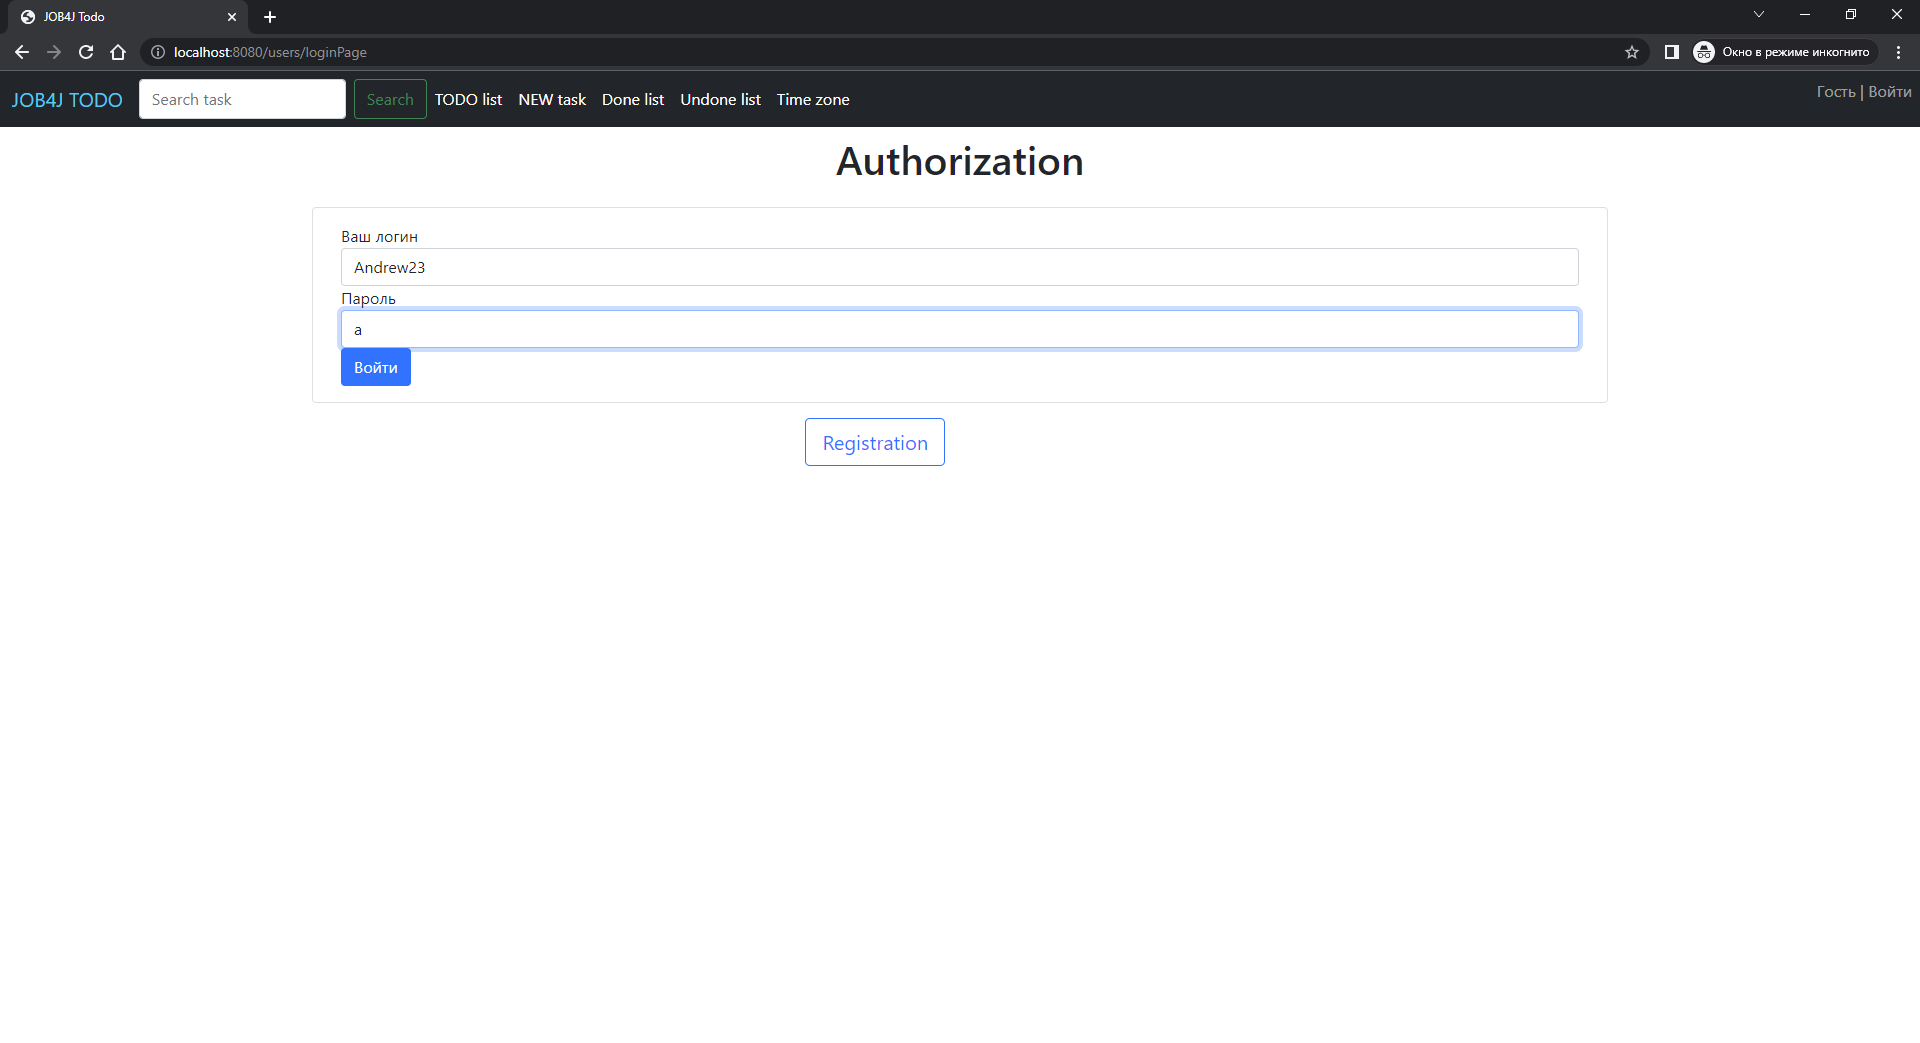 JOB4J Todo
localhost:8080/users/loginPage
Окно в режиме инкогнито
JOB4J TODO Search task Search TODO list NEW task Done list Undone list Time zone Гость | Войти
Authorization
Ваш логин
Andrew23
Пароль
a
Войти
Registration